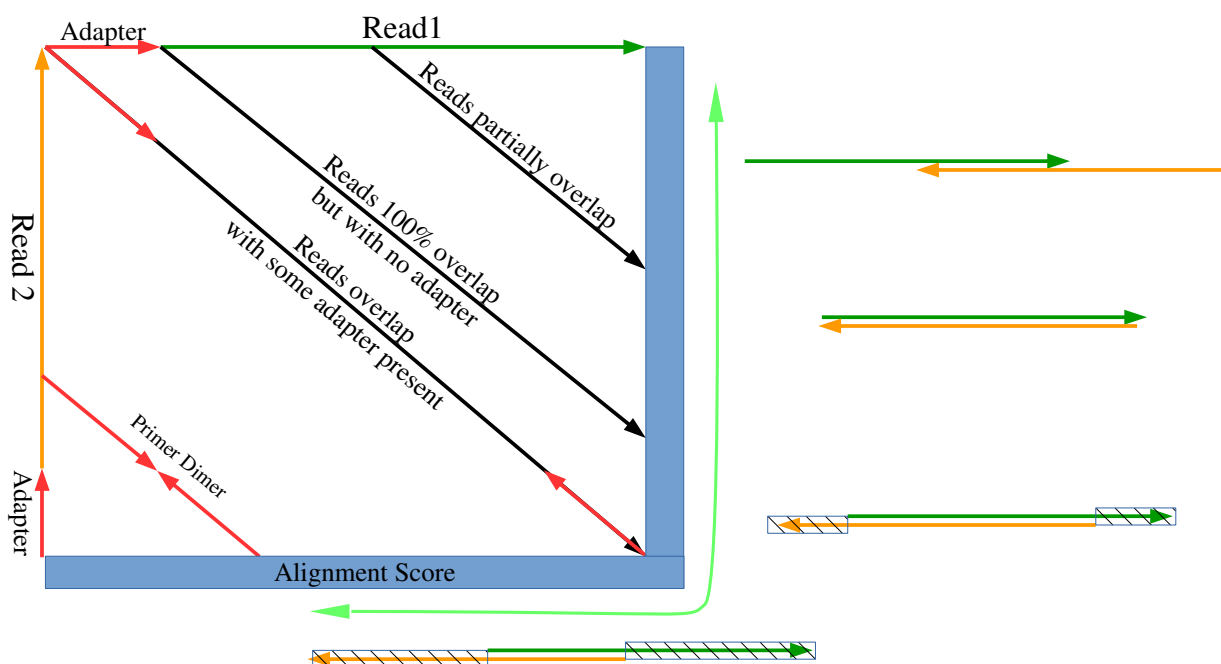 Adapter
Read1
Reads partially overlap
Reads 100% overlap
but with no adapter
Reads overlap
with some adapter present
Read 2
Primer Dimer
Adapter
Alignment Score